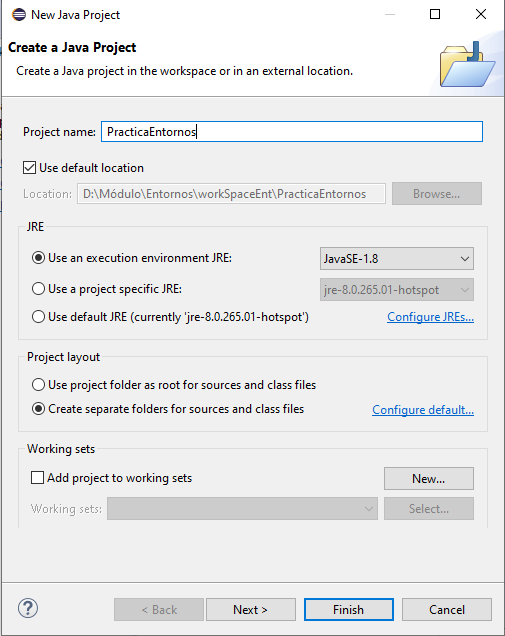 New Java Project
Create a Java Project
Create a Java project in the workspace or in an external location.
Project name: PracticaEntornos
Use default location
Location: D:\Módulo\Entornos\workSpaceEnt\PracticaEntornos Browse...
JRE
Use an execution environment JRE: JavaSE-1.8
Use a project specific JRE: jre-8.0.265.01-hotspot
Use default JRE (currently 'jre-8.0.265.01-hotspot') Configure JREs...
Project layout
Use project folder as root for sources and class files
Create separate folders for sources and class files Configure default...
Working sets
Add project to working sets New...
Working sets: Select...
? < Back Next > Finish Cancel